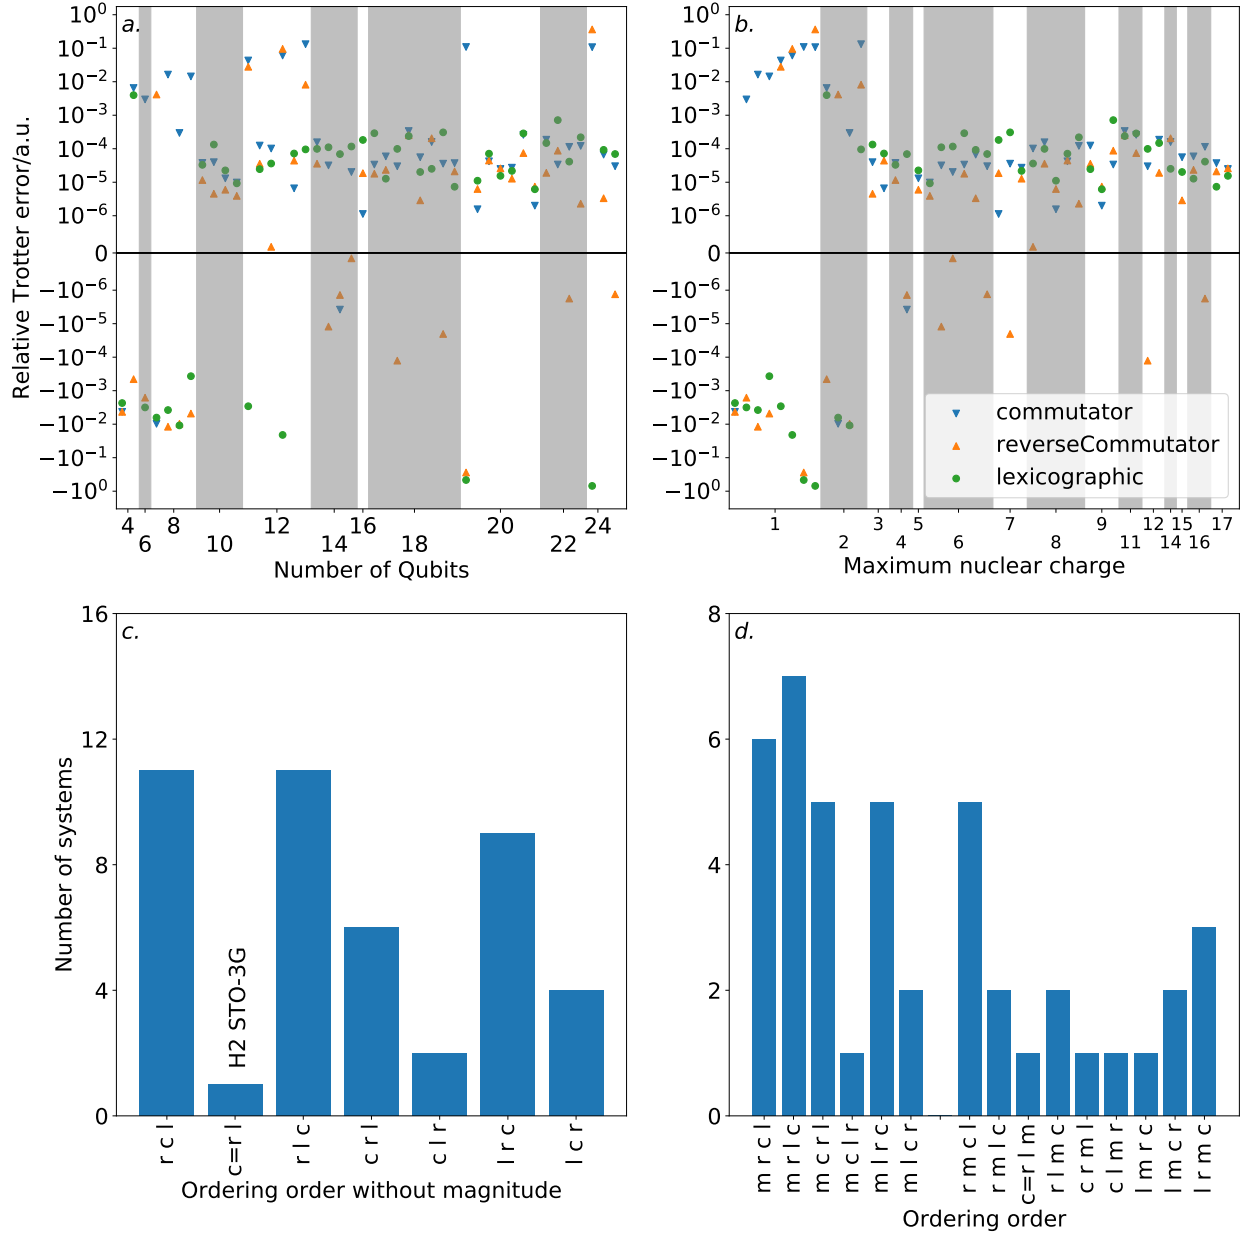 a.
10^0
10^-1
10^-2
10^-3
10^-4
10^-5
10^-6
0
−10^-6
−10^-5
−10^-4
−10^-3
−10^-2
−10^-1
−10^0
Relative Trotter error/a.u.
4 8 12 16 20 24
6 10 14 18 22
Number of Qubits
b.
10^0
10^-1
10^-2
10^-3
10^-4
10^-5
10^-6
0
−10^-6
−10^-5
−10^-4
−10^-3
−10^-2
−10^-1
−10^0
commutator
reverseCommutator
lexicographic
1 3 5 7 9 12 15 17
2 4 6 8 11 14 16
Maximum nuclear charge
c.
16
12
8
4
0
Number of systems
H2 STO-3G
r c l
c=r l
r l c
c r l
c l r
l r c
l c r
Ordering order without magnitude
d.
8
6
4
2
0
m r c l
m r l c
m c r l
m c l r
m l r c
m l c r
r m c l
r m l c
c=r l m
r l m c
c r m l
c l m r
l m r c
l m c r
l r m c
Ordering order